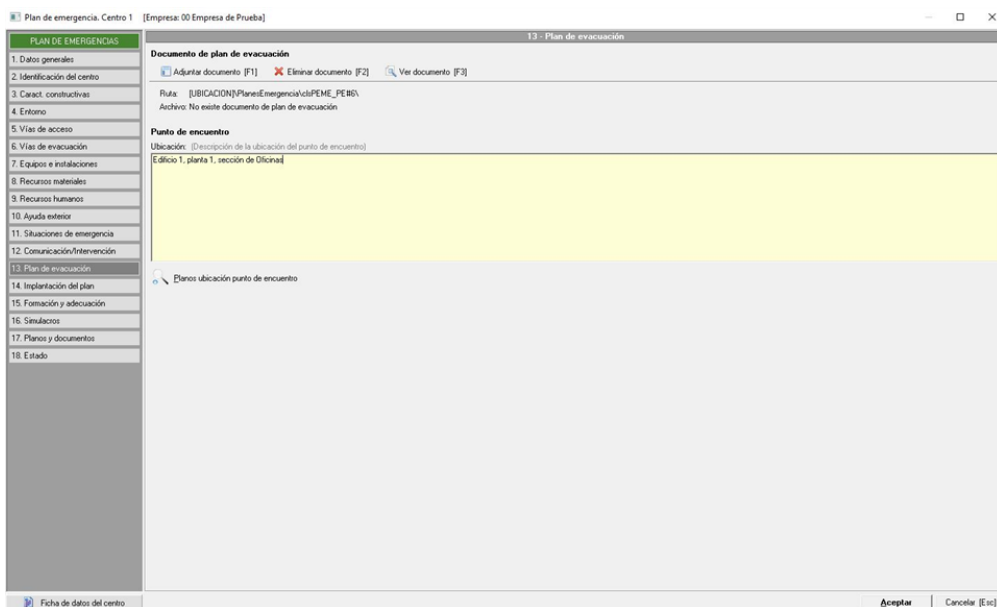 Plan de emergencia. Centro 1    [Empresa: 00 Empresa de Prueba]
PLAN DE EMERGENCIAS
1. Datos generales
2. Identificación del centro
3. Caract. constructivas
4. Entorno
5. Vías de acceso
6. Vías de evacuación
7. Equipos e instalaciones
8. Recursos materiales
9. Recursos humanos
10. Ayuda exterior
11. Situaciones de emergencia
12. Comunicación/Intervención
13. Plan de evacuación
14. Implantación del plan
15. Formación y adecuación
16. Simulacros
17. Planos y documentos
18. Estado
Ficha de datos del centro
13 - Plan de evacuación
Documento de plan de evacuación
Adjuntar documento [F1]    Eliminar documento [F2]    Ver documento [F3]
Ruta: [UBICACION]\PlanesEmergencia\clsPEME_PE#6\
Archivo: No existe documento de plan de evacuación
Punto de encuentro
Ubicación: (Descripción de la ubicación del punto de encuentro)
Edificio 1, planta 1, sección de Oficinas
Planos ubicación punto de encuentro
Aceptar    Cancelar [Esc]